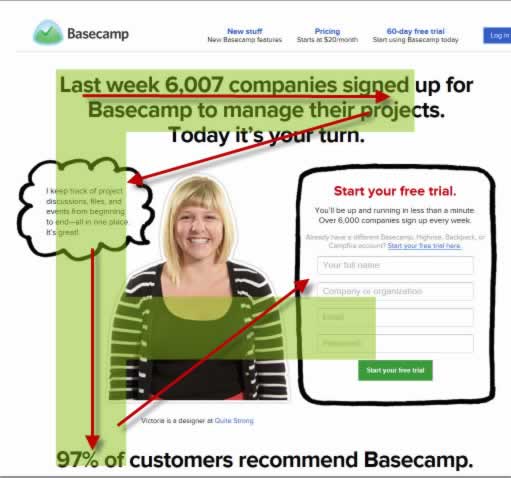 Basecamp
New stuff
New Basecamp features
Pricing
Starts at $20/month
60-day free trial
Start using Basecamp today
Log in
Last week 6,007 companies signed up for
Basecamp to manage their projects.
Today it's your turn.
I keep track of project
discussions, files, and
events from beginning
to end—all in one place.
It's great!
Start your free trial.
You'll be up and running in less than a minute.
Over 6,000 companies sign up every week.
Already have a different Basecamp, Highrise, Backpack, or
Campfire account? Start your free trial here.
Your full name
Company or organization
Email
Password
Start your free trial
Victoria is a designer at Quite Strong
97% of customers recommend Basecamp.